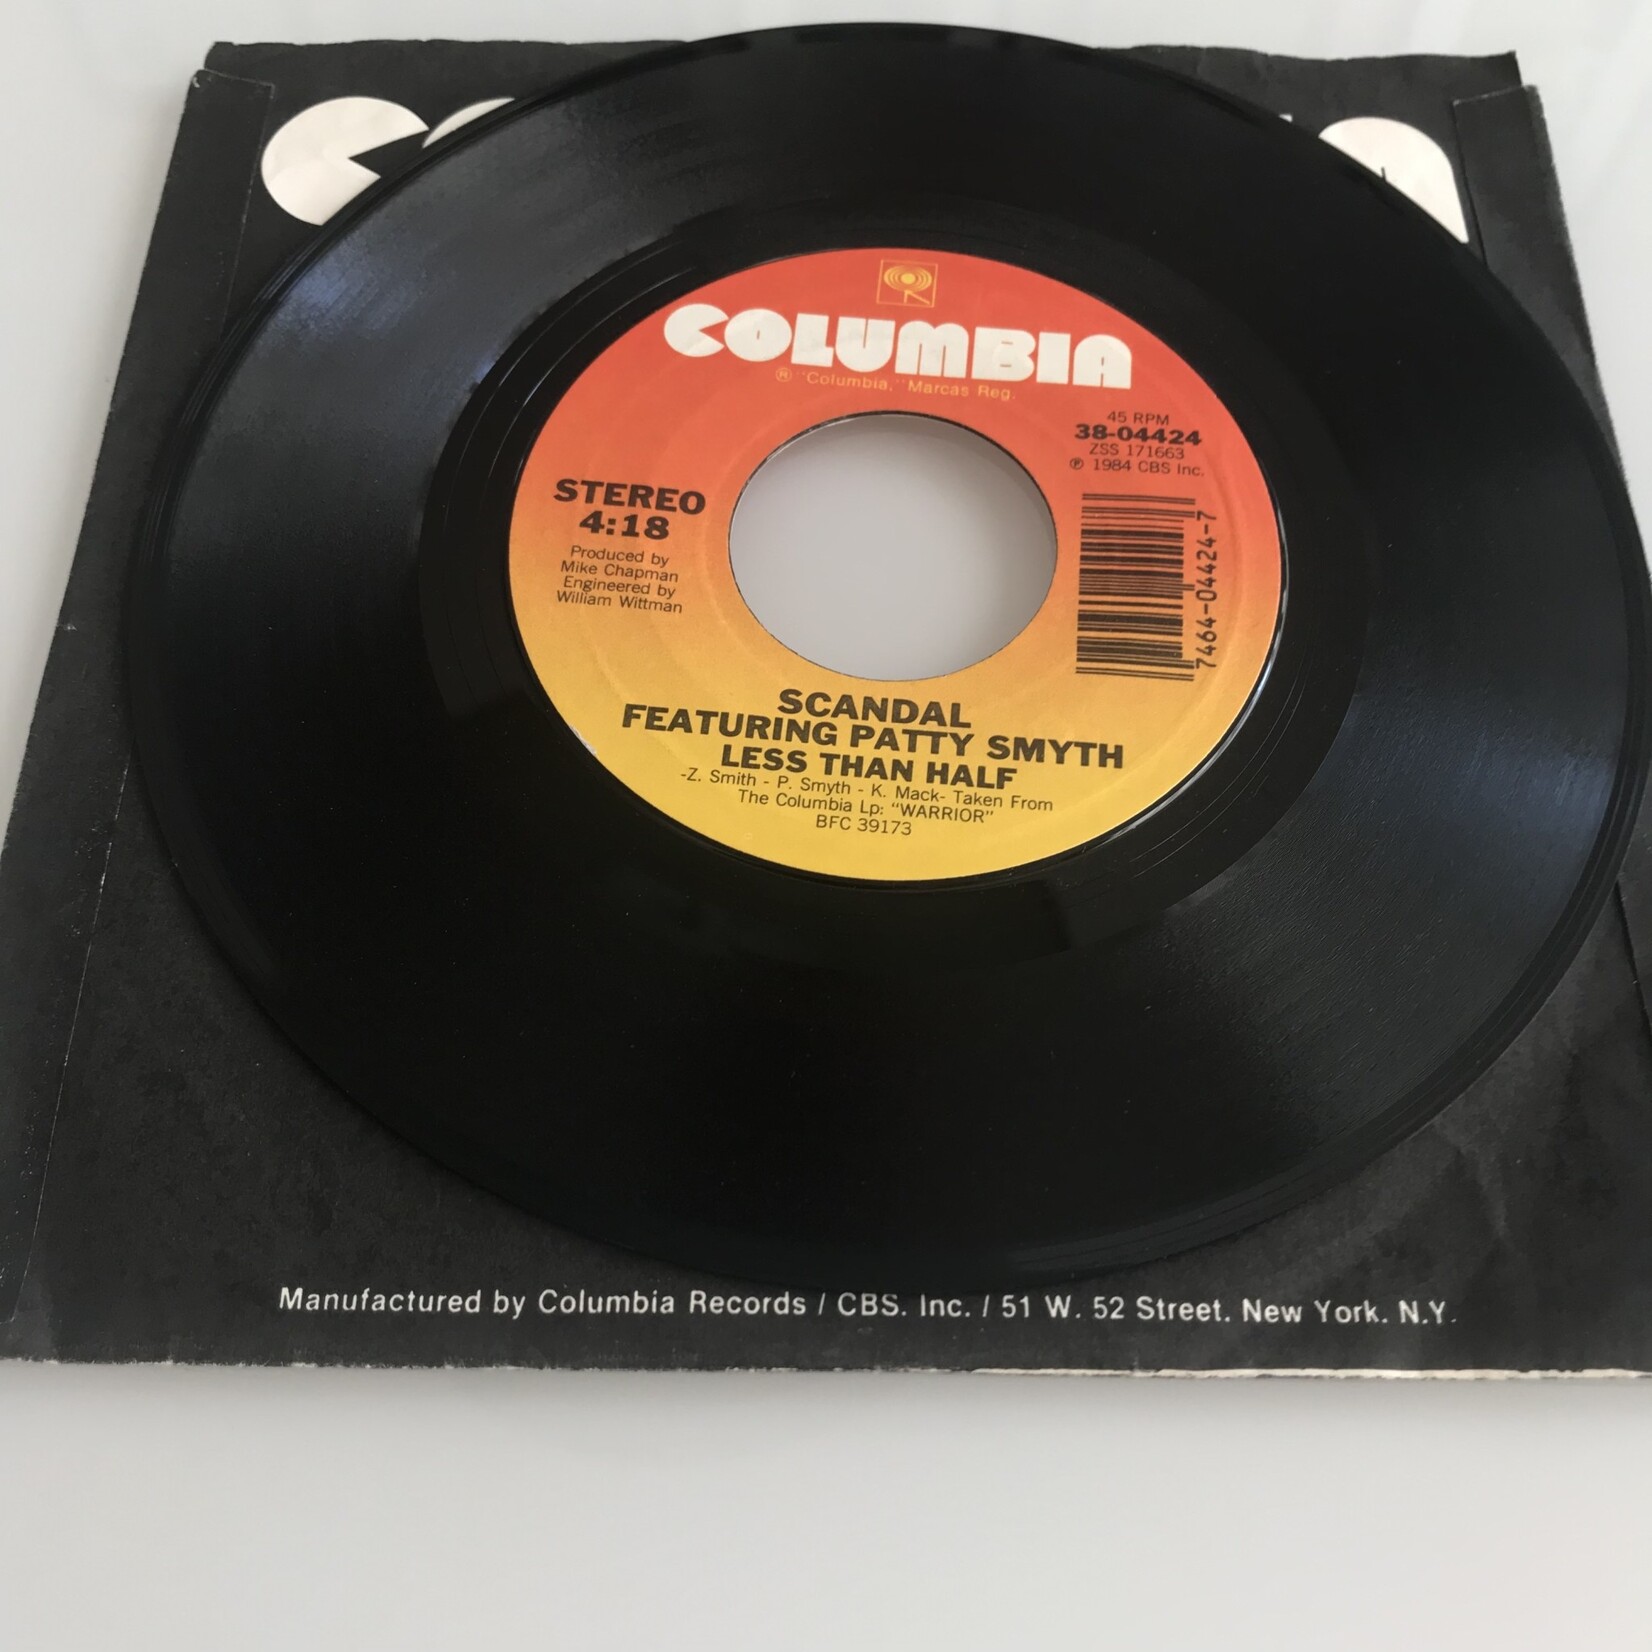 COLUMBIA
® "Columbia," Marcas Reg.
45 RPM
38-04424
ZSS 171663
℗ 1984 CBS Inc.
STEREO
4:18
Produced by
Mike Chapman
Engineered by
William Wittman
7464-04424-7
SCANDAL
FEATURING PATTY SMYTH
LESS THAN HALF
-Z. Smith - P. Smyth - K. Mack- Taken From
The Columbia Lp: "WARRIOR"
BFC 39173
Manufactured by Columbia Records / CBS. Inc. / 51 W. 52 Street. New York. N.Y.